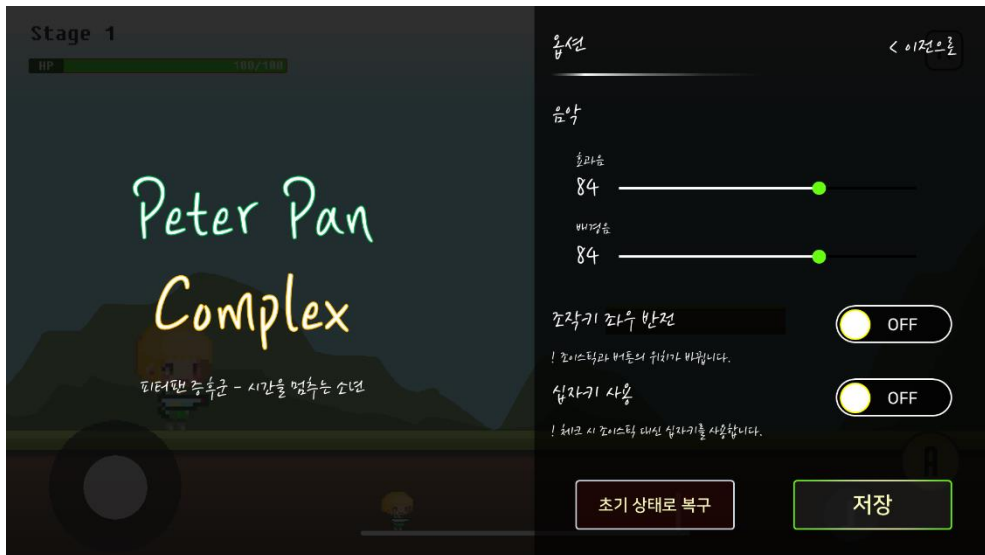 Stage 1
HP 100/100
Peter Pan
Complex
피터팬 증후군 - 시간을 멈추는 소년
옵션
< 이전으로
음악
효과음
84
배경음
84
조작키 좌우 반전
OFF
! 조이스틱과 버튼의 위치가 바뀝니다.
십자키 사용
OFF
! 체크 시 조이스틱 대신 십자키를 사용합니다.
초기 상태로 복구
저장